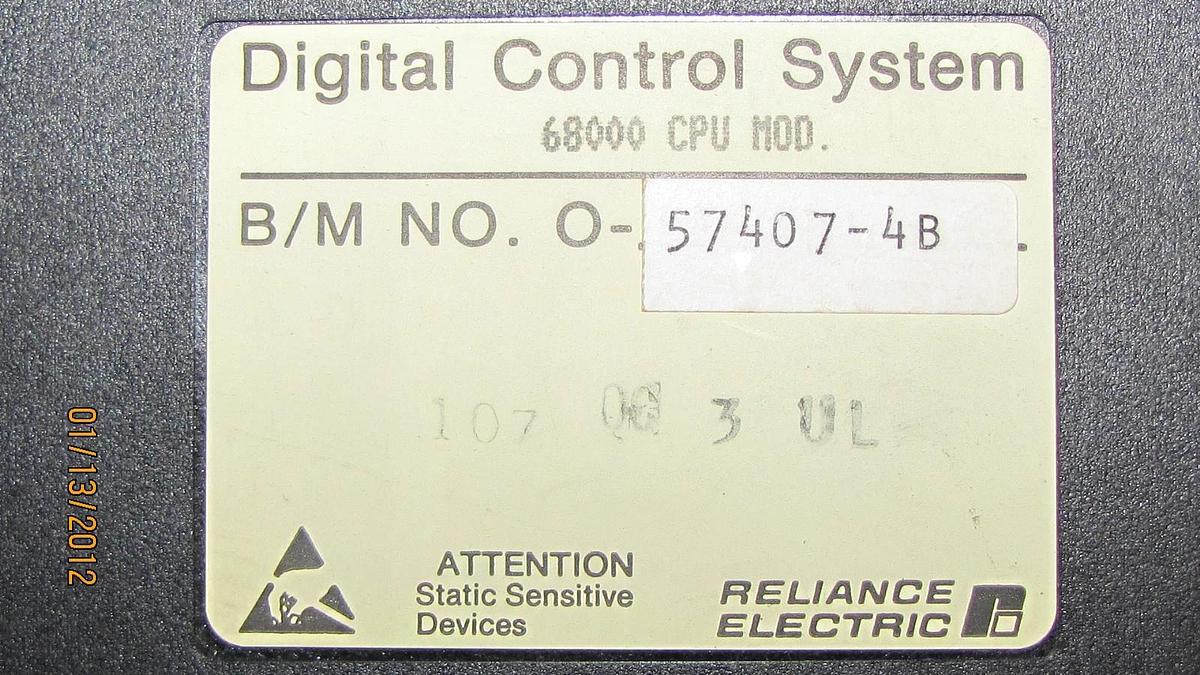 Digital Control System
68000 CPU MOD.
B/M NO. O-57407-4B
107 3 UL
ATTENTION
Static Sensitive
Devices
RELIANCE
ELECTRIC
01/13/2012